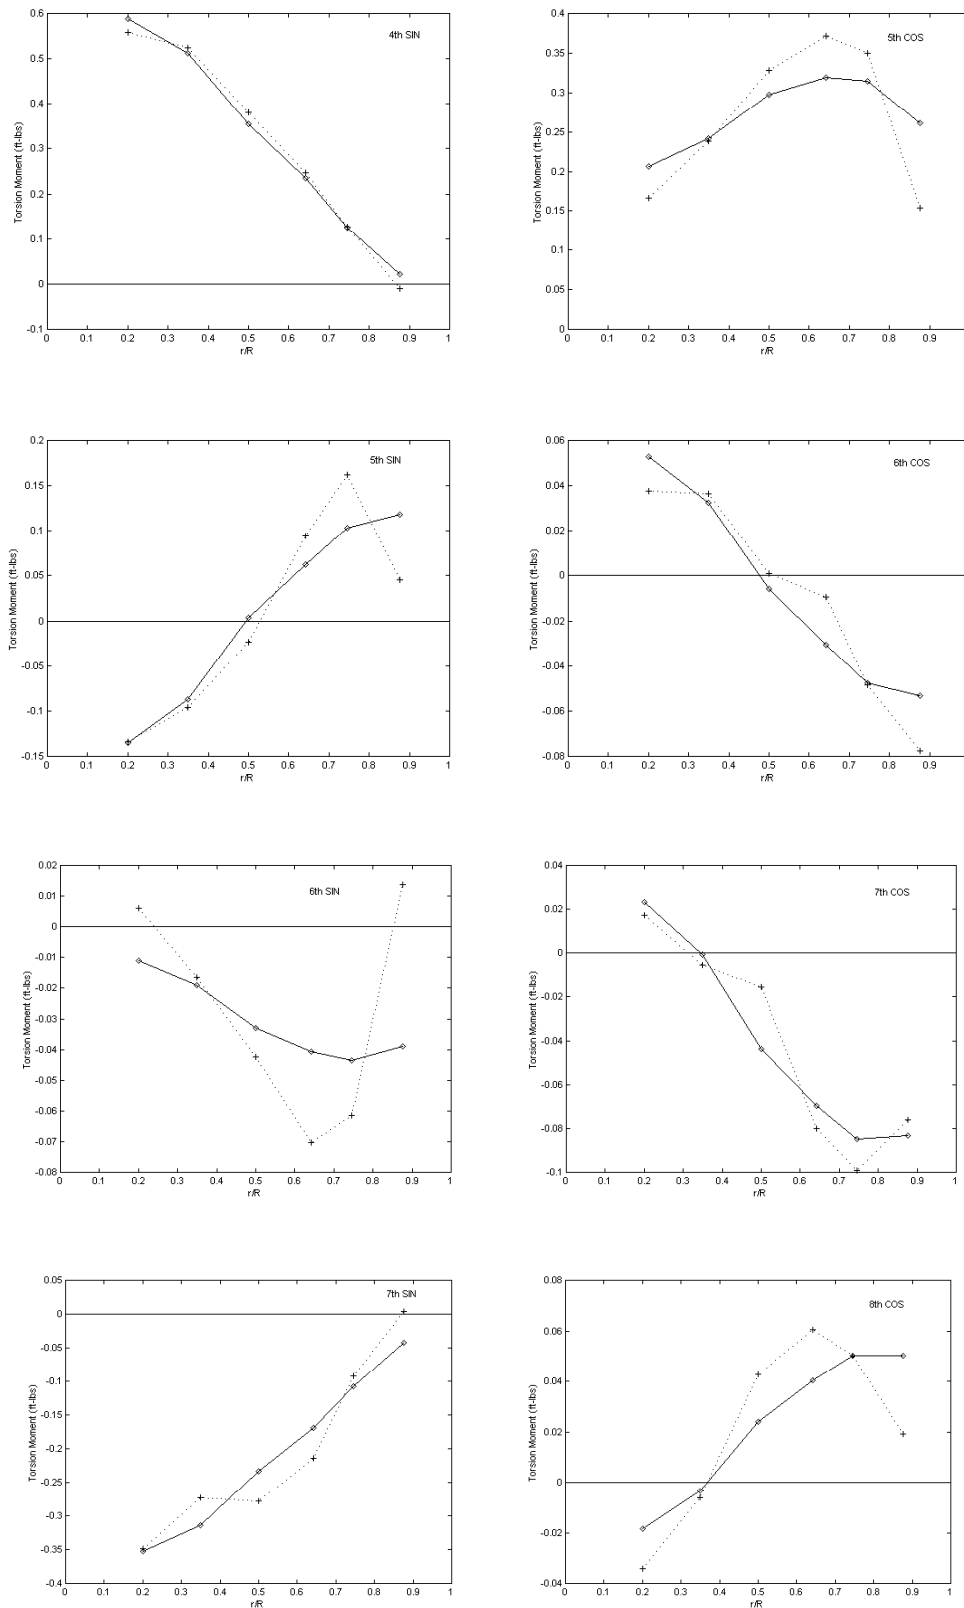 4th SIN
Torsion Moment (ft-lbs)
0.6
0.5
0.4
0.3
0.2
0.1
0
-0.1
0 0.1 0.2 0.3 0.4 0.5 0.6 0.7 0.8 0.9 1
r/R
5th COS
Torsion Moment (ft-lbs)
0.4
0.35
0.3
0.25
0.2
0.15
0.1
0.05
0
0 0.1 0.2 0.3 0.4 0.5 0.6 0.7 0.8 0.9
r/R
5th SIN
Torsion Moment (ft-lbs)
0.2
0.15
0.1
0.05
0
-0.05
-0.1
-0.15
0 0.1 0.2 0.3 0.4 0.5 0.6 0.7 0.8 0.9 1
r/R
6th COS
Torsion Moment (ft-lbs)
0.06
0.04
0.02
0
-0.02
-0.04
-0.06
-0.08
0 0.1 0.2 0.3 0.4 0.5 0.6 0.7 0.8 0.9
r/R
6th SIN
Torsion Moment (ft-lbs)
0.02
0.01
0
-0.01
-0.02
-0.03
-0.04
-0.05
-0.06
-0.07
-0.08
0 0.1 0.2 0.3 0.4 0.5 0.6 0.7 0.8 0.9 1
r/R
7th COS
Torsion Moment (ft-lbs)
0.04
0.02
0
-0.02
-0.04
-0.06
-0.08
-0.1
0 0.1 0.2 0.3 0.4 0.5 0.6 0.7 0.8 0.9 1
r/R
7th SIN
Torsion Moment (ft-lbs)
0.05
0
-0.05
-0.1
-0.15
-0.2
-0.25
-0.3
-0.35
-0.4
0 0.1 0.2 0.3 0.4 0.5 0.6 0.7 0.8 0.9 1
r/R
8th COS
Torsion Moment (ft-lbs)
0.08
0.06
0.04
0.02
0
-0.02
-0.04
0 0.1 0.2 0.3 0.4 0.5 0.6 0.7 0.8 0.9 1
r/R